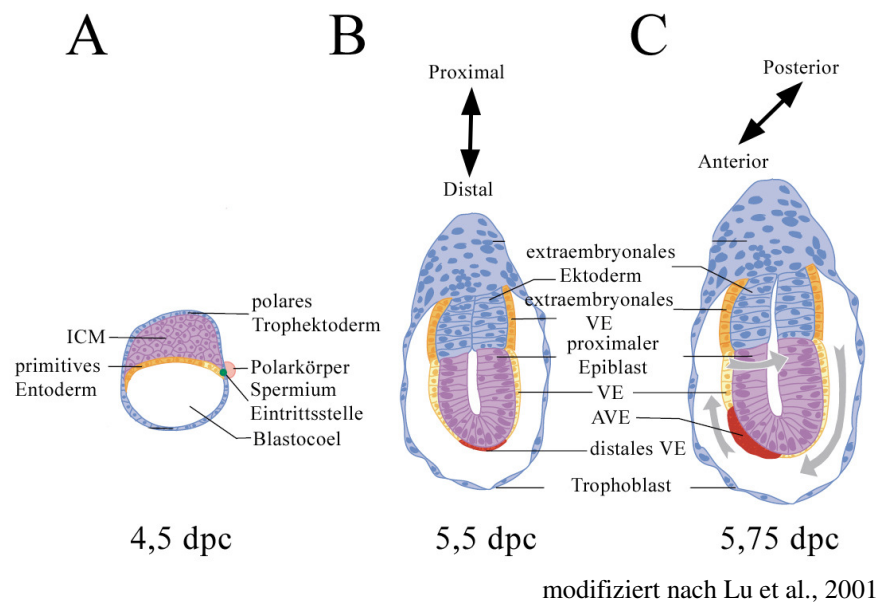 A
B
C
Proximal
Distal
Posterior
Anterior
polares
Trophektoderm
ICM
primitives
Entoderm
Polarkörper
Spermium
Eintrittsstelle
Blastocoel
extraembryonales
Ektoderm
extraembryonales
VE
proximaler
Epiblast
VE
AVE
distales VE
Trophoblast
4,5 dpc
5,5 dpc
5,75 dpc
modifiziert nach Lu et al., 2001